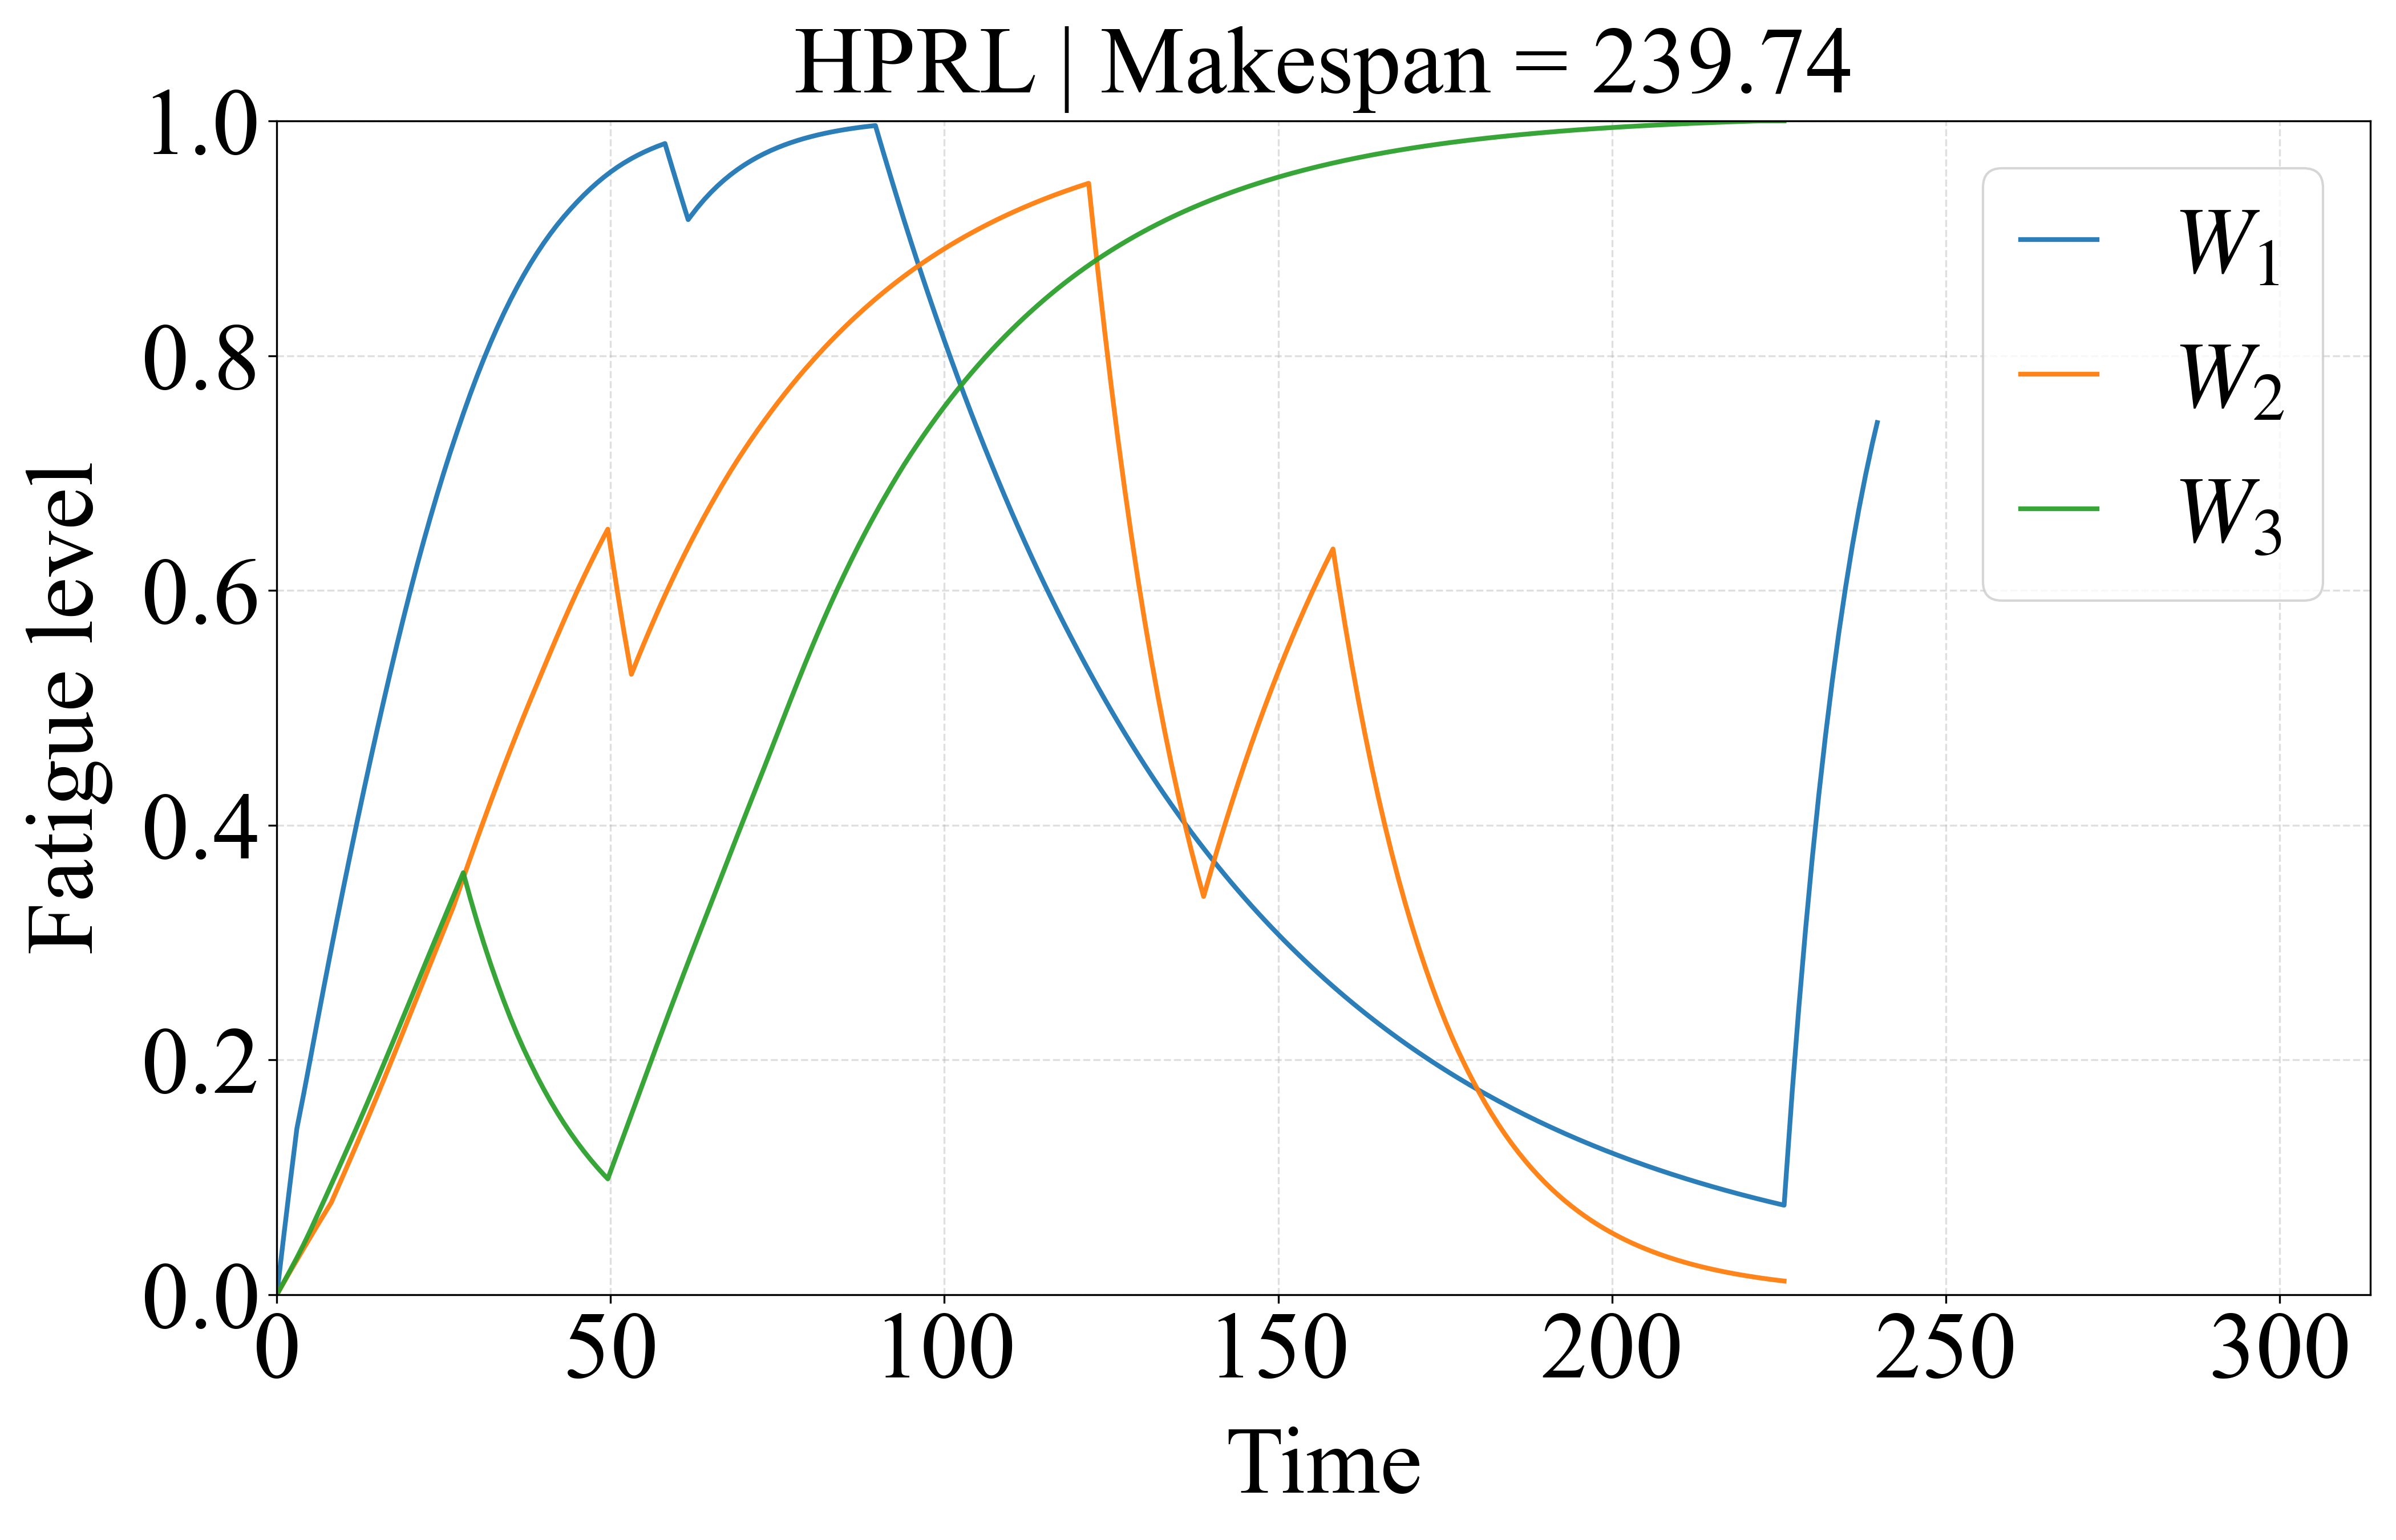 HPRL | Makespan = 239.74
Fatigue level
1.0
0.8
0.6
0.4
0.2
0.0
0 50 100 150 200 250 300
Time
W₁
W₂
W₃